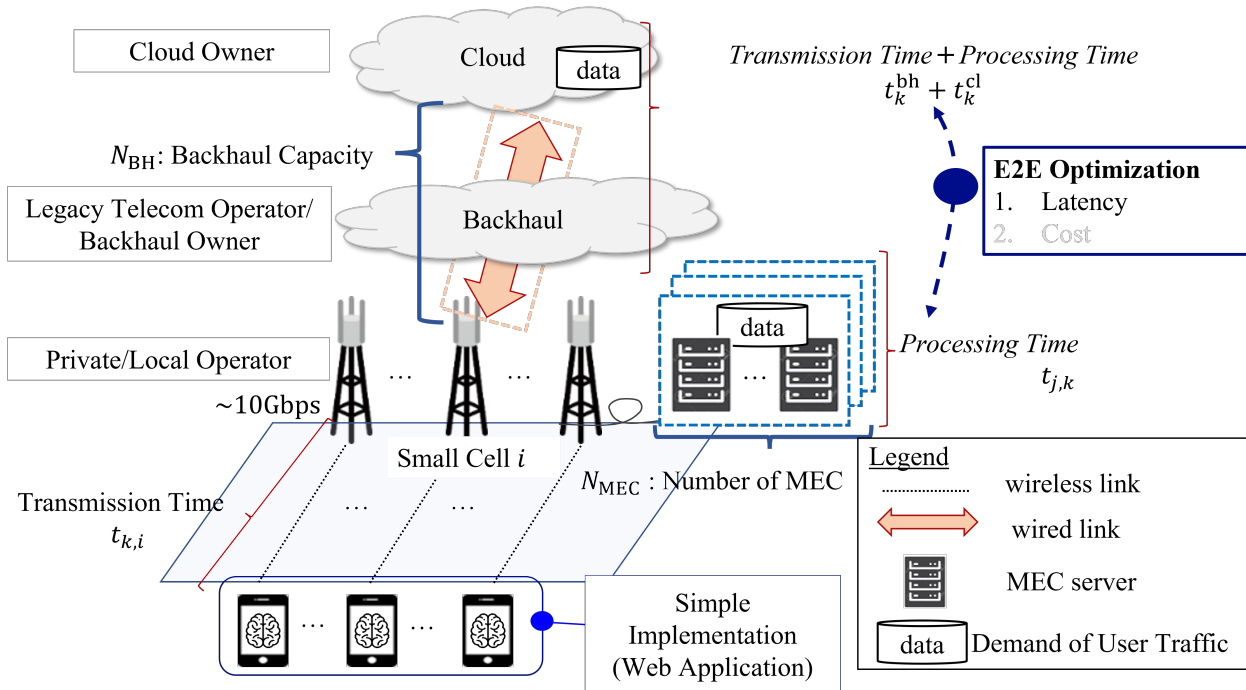 Cloud Owner
Cloud
data
Transmission Time + Processing Time
t_k^bh + t_k^cl
N_BH: Backhaul Capacity
E2E Optimization
1. Latency
2. Cost
Legacy Telecom Operator/
Backhaul Owner
Backhaul
data
Private/Local Operator
... ...
...
Processing Time
t_j,k
~10Gbps
Small Cell i
N_MEC : Number of MEC
Transmission Time
t_k,i
... ...
Legend
wireless link
wired link
MEC server
data
Demand of User Traffic
... ...
Simple
Implementation
(Web Application)